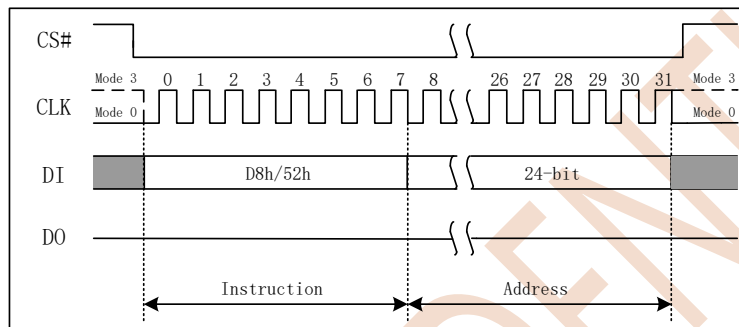 CS#
Mode 3 0 1 2 3 4 5 6 7 8 26 27 28 29 30 31 Mode 3
CLK
Mode 0 Mode 0
DI D8h/52h 24-bit
DO
Instruction Address